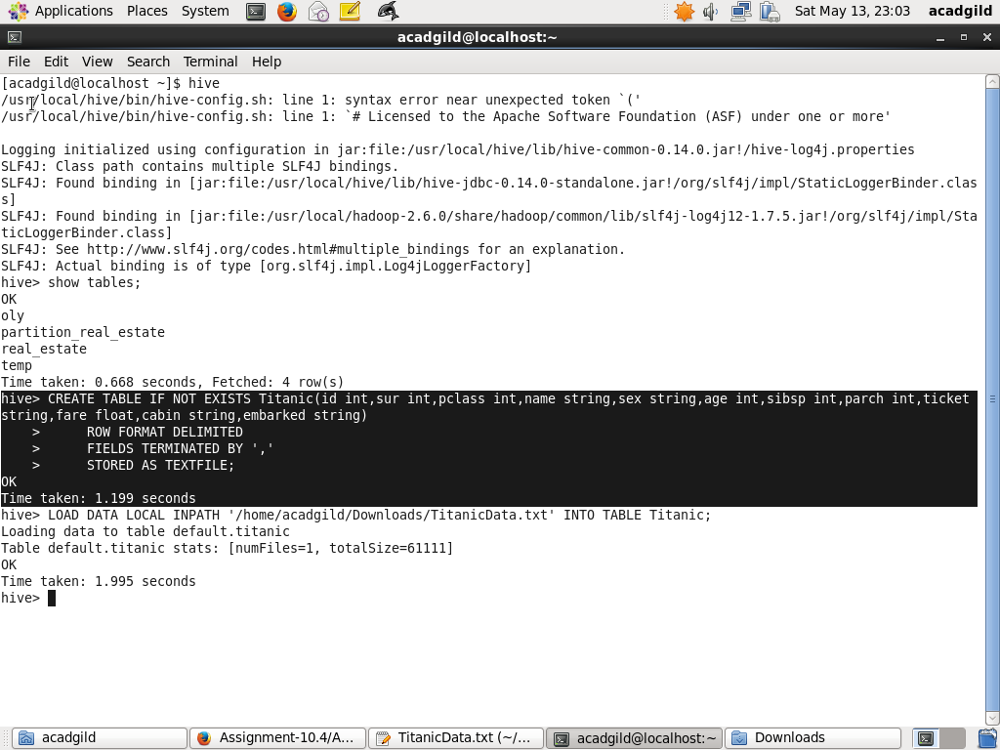 Applications Places System Sat May 13, 23:03 acadgild
acadgild@localhost:~
File Edit View Search Terminal Help
[acadgild@localhost ~]$ hive
/usr/local/hive/bin/hive-config.sh: line 1: syntax error near unexpected token `('
/usr/local/hive/bin/hive-config.sh: line 1: `# Licensed to the Apache Software Foundation (ASF) under one or more'
Logging initialized using configuration in jar:file:/usr/local/hive/lib/hive-common-0.14.0.jar!/hive-log4j.properties
SLF4J: Class path contains multiple SLF4J bindings.
SLF4J: Found binding in [jar:file:/usr/local/hive/lib/hive-jdbc-0.14.0-standalone.jar!/org/slf4j/impl/StaticLoggerBinder.clas
s]
SLF4J: Found binding in [jar:file:/usr/local/hadoop-2.6.0/share/hadoop/common/lib/slf4j-log4j12-1.7.5.jar!/org/slf4j/impl/Sta
ticLoggerBinder.class]
SLF4J: See http://www.slf4j.org/codes.html#multiple_bindings for an explanation.
SLF4J: Actual binding is of type [org.slf4j.impl.Log4jLoggerFactory]
hive> show tables;
OK
oly
partition_real_estate
real_estate
temp
Time taken: 0.668 seconds, Fetched: 4 row(s)
hive> CREATE TABLE IF NOT EXISTS Titanic(id int,sur int,pclass int,name string,sex string,age int,sibsp int,parch int,ticket
string,fare float,cabin string,embarked string)
> ROW FORMAT DELIMITED
> FIELDS TERMINATED BY ','
> STORED AS TEXTFILE;
OK
Time taken: 1.199 seconds
hive> LOAD DATA LOCAL INPATH '/home/acadgild/Downloads/TitanicData.txt' INTO TABLE Titanic;
Loading data to table default.titanic
Table default.titanic stats: [numFiles=1, totalSize=61111]
OK
Time taken: 1.995 seconds
hive>
acadgild Assignment-10.4/A... TitanicData.txt (~/... acadgild@localhost:~ Downloads